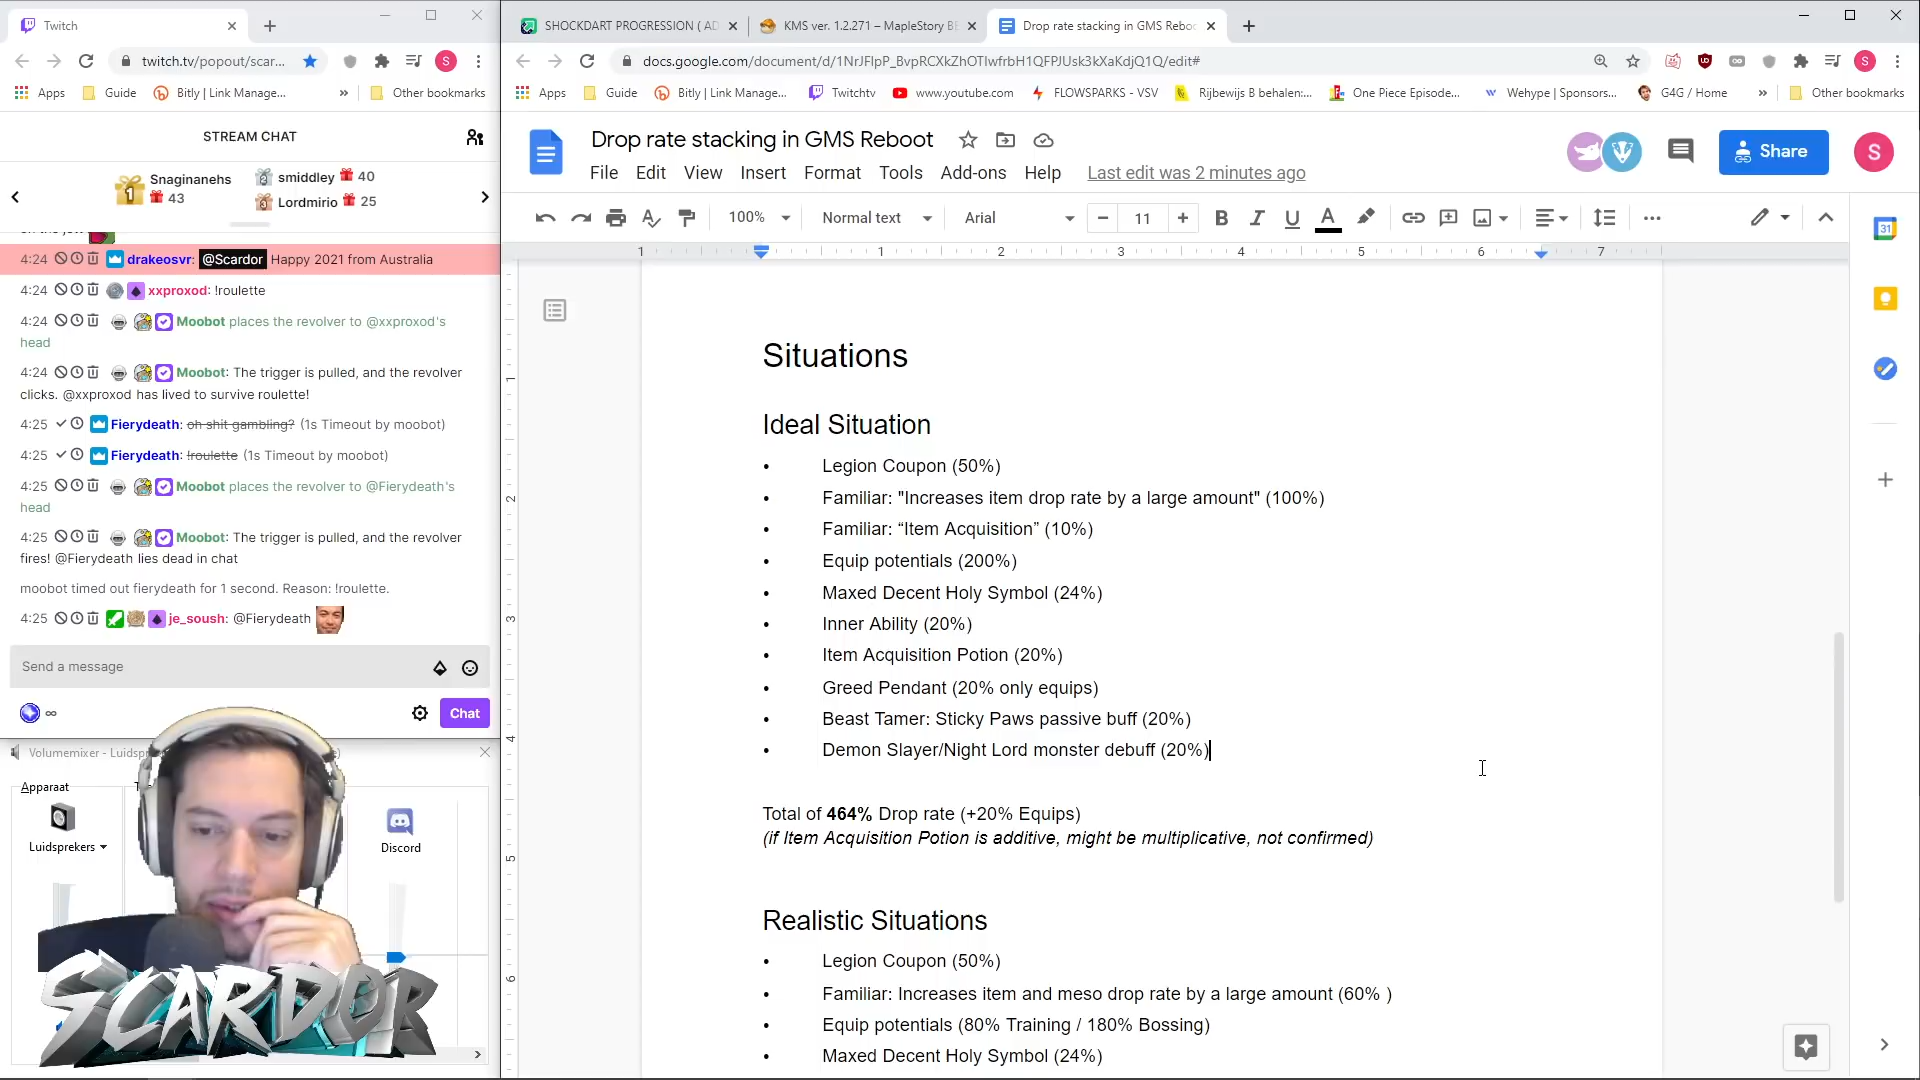 Twitch
twitch.tv/popout/scar...
Apps Guide Bitly | Link Manage... » Other bookmarks
STREAM CHAT
Snaginanehs
43
smiddley 40
Lordmirio 25
4:24 drakeosvr: @Scardor Happy 2021 from Australia
4:24 xxproxod: !roulette
4:24 Moobot places the revolver to @xxproxod's
head
4:24 Moobot: The trigger is pulled, and the revolver
clicks. @xxproxod has lived to survive roulette!
4:25 Fierydeath: oh shit gambling? (1s Timeout by moobot)
4:25 Fierydeath: !roulette (1s Timeout by moobot)
4:25 Moobot places the revolver to @Fierydeath's
head
4:25 Moobot: The trigger is pulled, and the revolver
fires! @Fierydeath lies dead in chat
moobot timed out fierydeath for 1 second. Reason: !roulette.
4:25 je_soush: @Fierydeath
Send a message
∞
Chat
Volumemixer - Luidsp
Apparaat
Luidsprekers
Discord
SCARDOR
SHOCKDART PROGRESSION ( AD
KMS ver. 1.2.271 – MapleStory BE
Drop rate stacking in GMS Reboo
docs.google.com/document/d/1NrJFlpP_BvpRCXkZhOTlwfrbH1QFPJUsk3kXaKdjQ1Q/edit#
Apps Guide Bitly | Link Manage... Twitchtv www.youtube.com FLOWSPARKS - VSV Rijbewijs B behalen:... One Piece Episode... Wehype | Sponsors... G4G / Home » Other bookmarks
Drop rate stacking in GMS Reboot
Share
S
File Edit View Insert Format Tools Add-ons Help Last edit was 2 minutes ago
100% Normal text Arial 11
1 1 2 3 4 5 6 7
Situations
Ideal Situation
• Legion Coupon (50%)
• Familiar: "Increases item drop rate by a large amount" (100%)
• Familiar: “Item Acquisition” (10%)
• Equip potentials (200%)
• Maxed Decent Holy Symbol (24%)
• Inner Ability (20%)
• Item Acquisition Potion (20%)
• Greed Pendant (20% only equips)
• Beast Tamer: Sticky Paws passive buff (20%)
• Demon Slayer/Night Lord monster debuff (20%)
Total of 464% Drop rate (+20% Equips)
(if Item Acquisition Potion is additive, might be multiplicative, not confirmed)
Realistic Situations
• Legion Coupon (50%)
• Familiar: Increases item and meso drop rate by a large amount (60% )
• Equip potentials (80% Training / 180% Bossing)
• Maxed Decent Holy Symbol (24%)